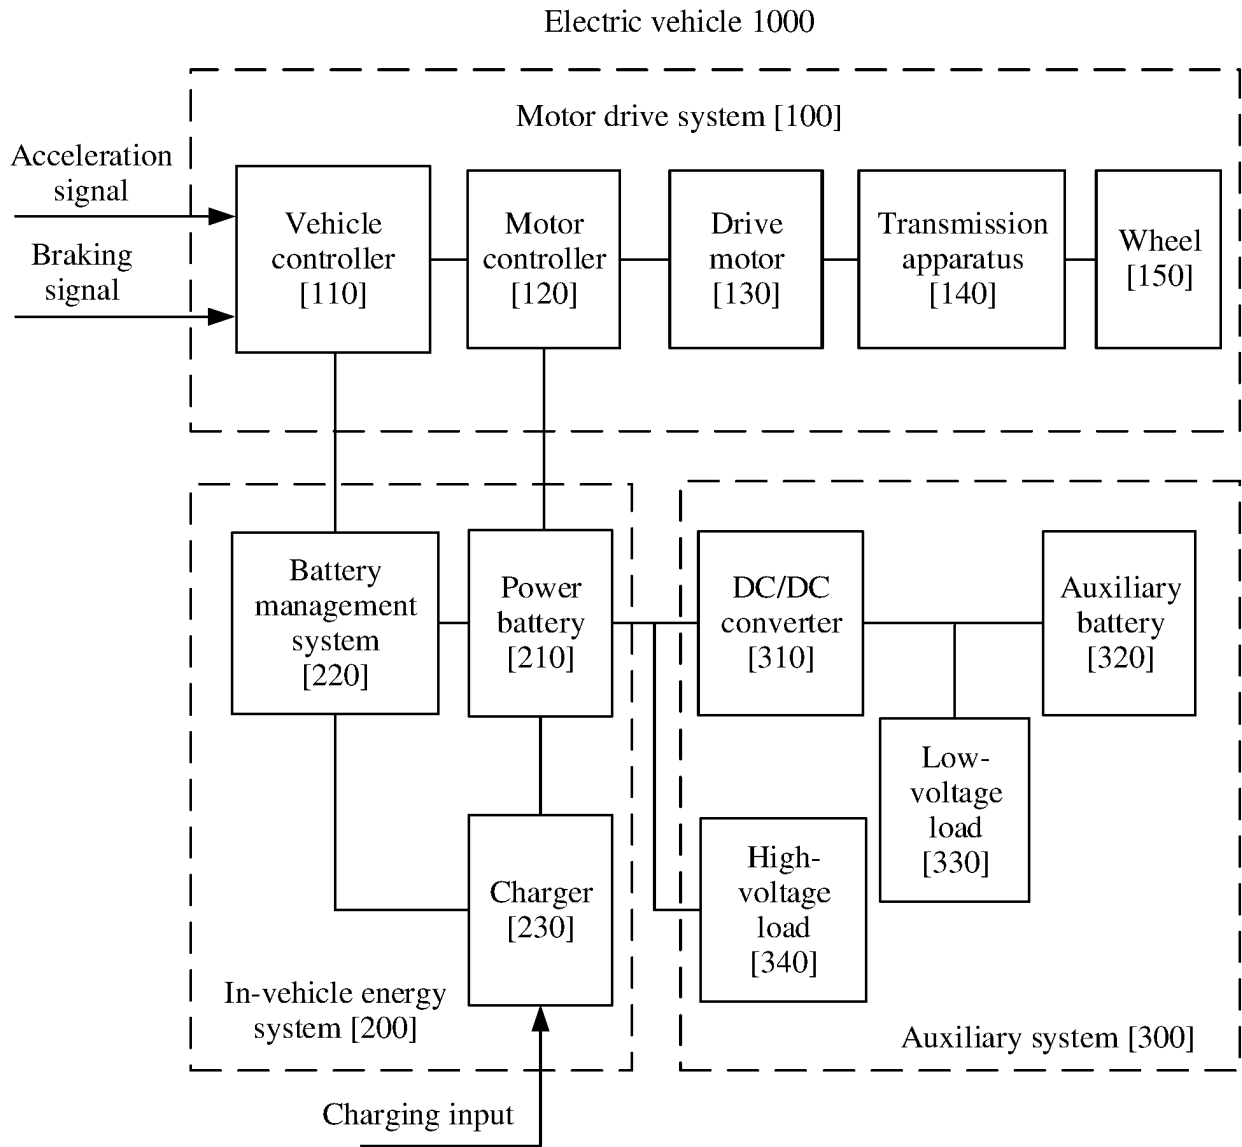 Electric vehicle 1000
Motor drive system [100]
Acceleration
signal
Braking
signal
Vehicle
controller
[110]
Motor
controller
[120]
Drive
motor
[130]
Transmission
apparatus
[140]
Wheel
[150]
Battery
management
system
[220]
Power
battery
[210]
Charger
[230]
In-vehicle energy
system [200]
Charging input
DC/DC
converter
[310]
Auxiliary
battery
[320]
Low-
voltage
load
[330]
High-
voltage
load
[340]
Auxiliary system [300]